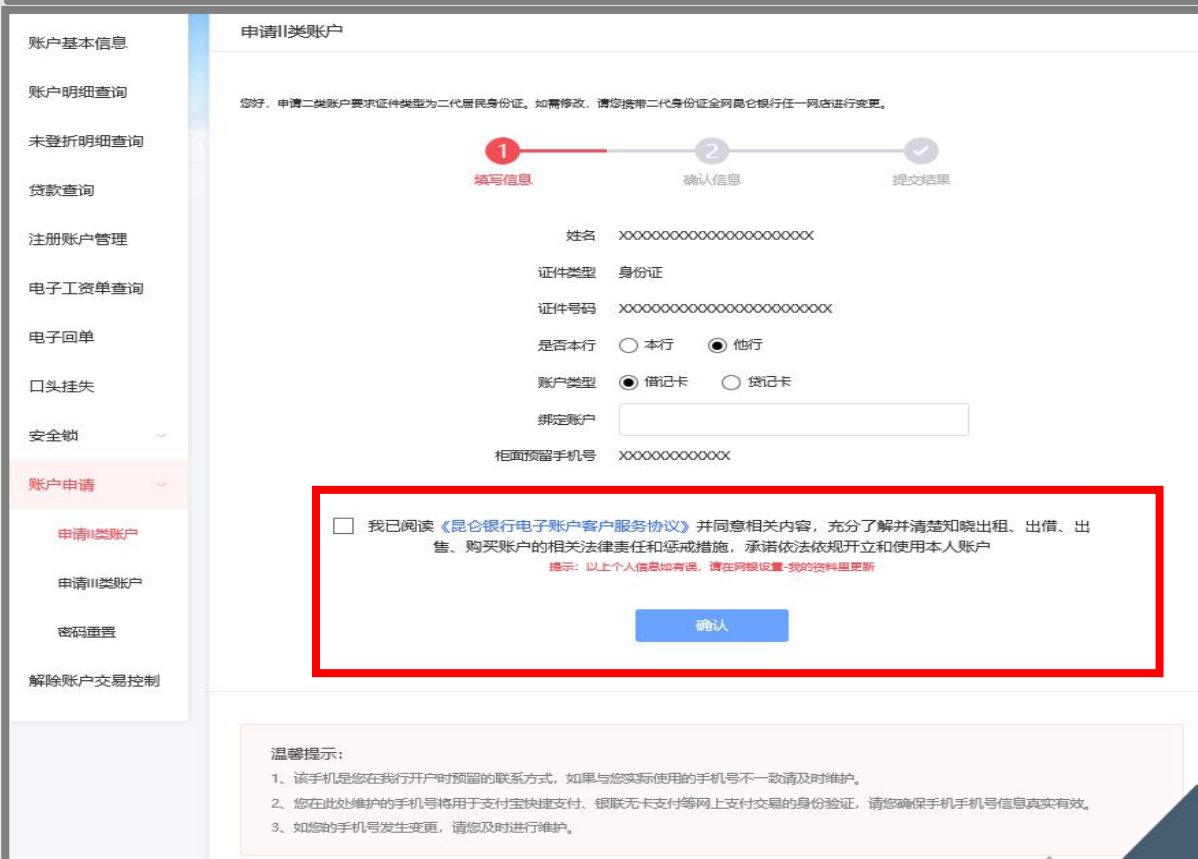 账户基本信息
账户明细查询
未登折明细查询
贷款查询
注册账户管理
电子工资单查询
电子回单
口头挂失
安全锁
账户申请
申请II类账户
申请III类账户
密码重置
解除账户交易控制
申请II类账户
您好，申请二类账户要求证件类型为二代居民身份证。如需修改，请您携带二代身份证全网昆仑银行任一网店进行变更。
1
2
填写信息
确认信息
提交结果
姓名 XXXXXXXXXXXXXXXXXXXXXX
证件类型 身份证
证件号码 XXXXXXXXXXXXXXXXXXXXXXXX
是否本行 本行 他行
账户类型 借记卡 贷记卡
绑定账户
柜面预留手机号 XXXXXXXXXXXX
我已阅读《昆仑银行电子账户客户服务协议》并同意相关内容，充分了解并清楚知晓出租、出借、出
售、购买账户的相关法律责任和惩戒措施，承诺依法依规开立和使用本人账户
提示：以上个人信息如有误，请在网银设置-我的资料里更新
确认
温馨提示：
1、该手机是您在我行开户时预留的联系方式，如果与您实际使用的手机号不一致请及时维护。
2、您在此处维护的手机号将用于支付宝快捷支付、银联无卡支付等网上支付交易的身份验证，请您确保手机手机号信息真实有效。
3、如您的手机号发生变更，请您及时进行维护。